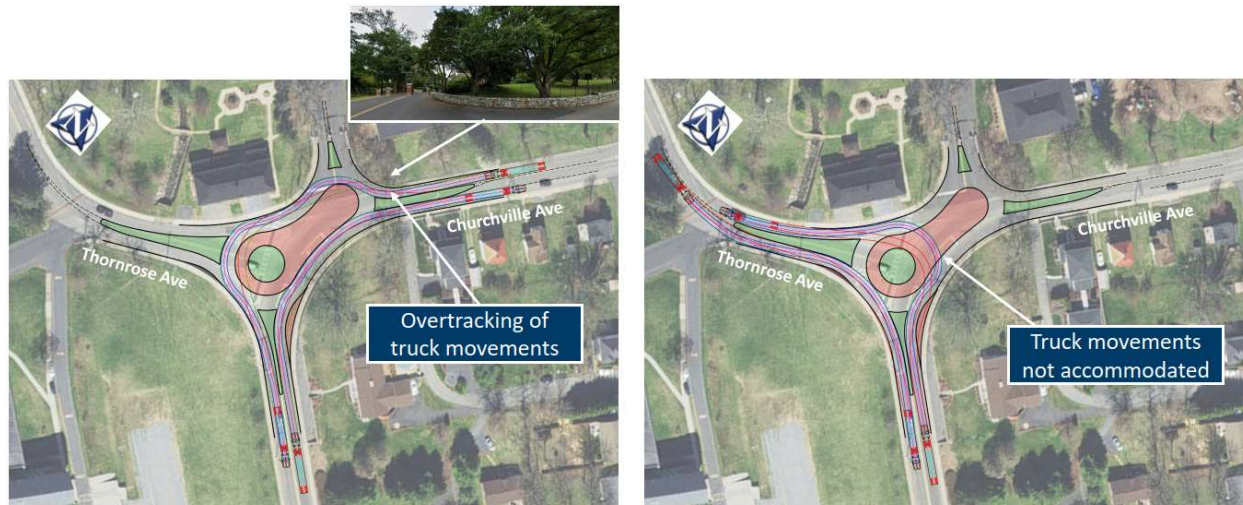 N
Churchville Ave
Thornrose Ave
Overtracking of
truck movements
N
Churchville Ave
Thornrose Ave
Truck movements
not accommodated